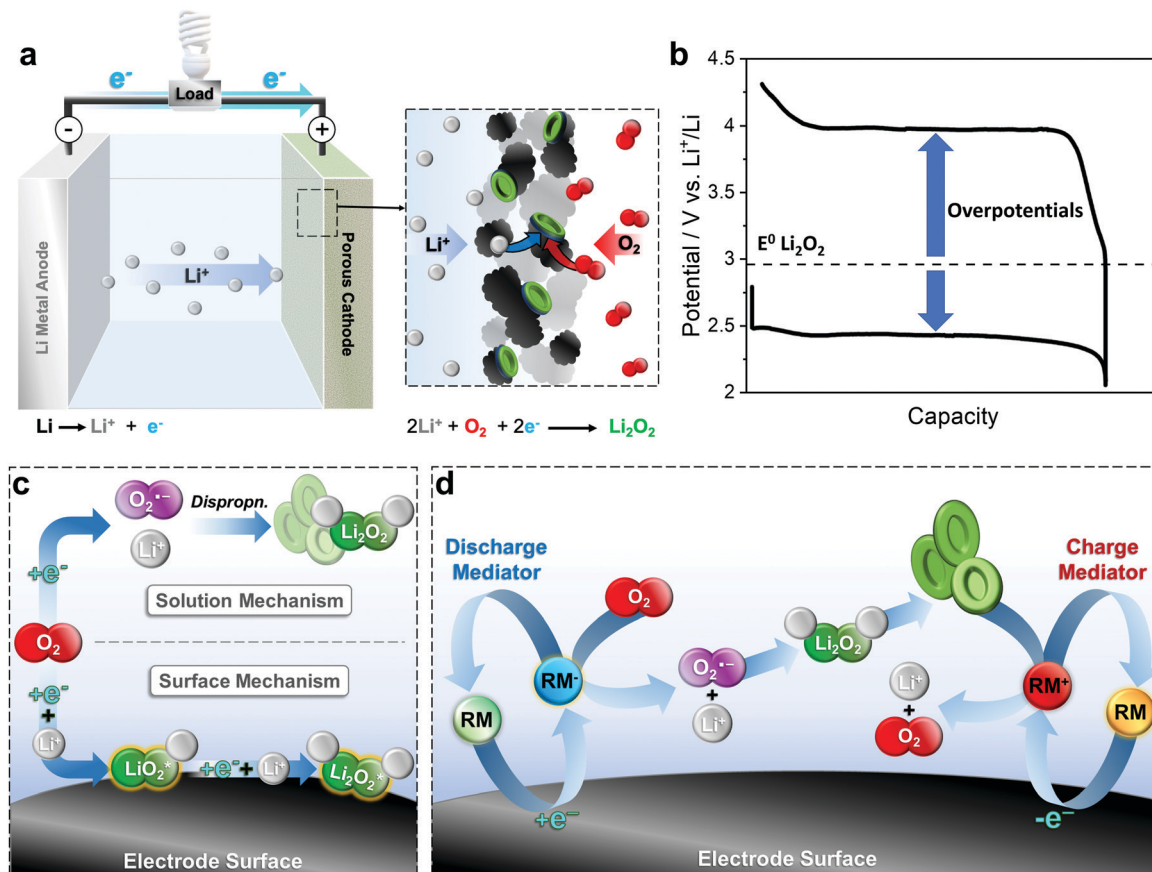 a
e⁻
e⁻
Load
-
+
Li Metal Anode
Li⁺
Porous Cathode
Li⁺
O₂
Li → Li⁺ + e⁻
2Li⁺ + O₂ + 2e⁻ → Li₂O₂
b
Potential / V vs. Li⁺/Li
4.5
4
3.5
3
2.5
2
Overpotentials
E⁰ Li₂O₂
Capacity
c
O₂•−
Li⁺
Dispropn.
Li₂O₂
+e⁻
Solution Mechanism
O₂
Surface Mechanism
+e⁻
+
Li⁺
LiO₂*
+e⁻+
Li⁺
Li₂O₂*
Electrode Surface
d
Discharge
Mediator
O₂
RM⁻
RM
+e⁻
O₂•−
+
Li⁺
Li₂O₂
Li⁺
+
O₂
Charge
Mediator
RM⁺
RM
-e⁻
Electrode Surface